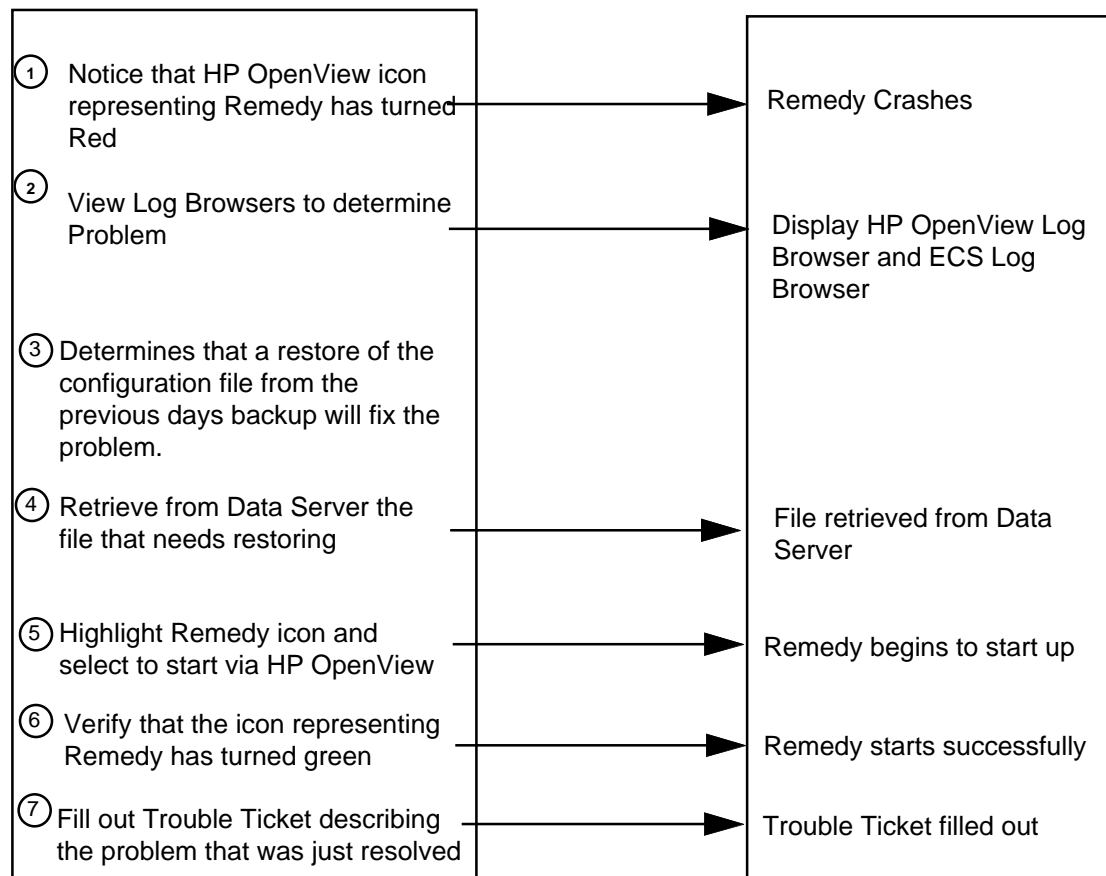 1
Notice that HP OpenView icon
representing Remedy has turned
Red
Remedy Crashes
2
View Log Browsers to determine
Problem
Display HP OpenView Log
Browser and ECS Log
Browser
3
Determines that a restore of the
configuration file from the
previous days backup will fix the
problem.
4
Retrieve from Data Server the
file that needs restoring
File retrieved from Data
Server
5
Highlight Remedy icon and
select to start via HP OpenView
Remedy begins to start up
6
Verify that the icon representing
Remedy has turned green
Remedy starts successfully
7
Fill out Trouble Ticket describing
the problem that was just resolved
Trouble Ticket filled out